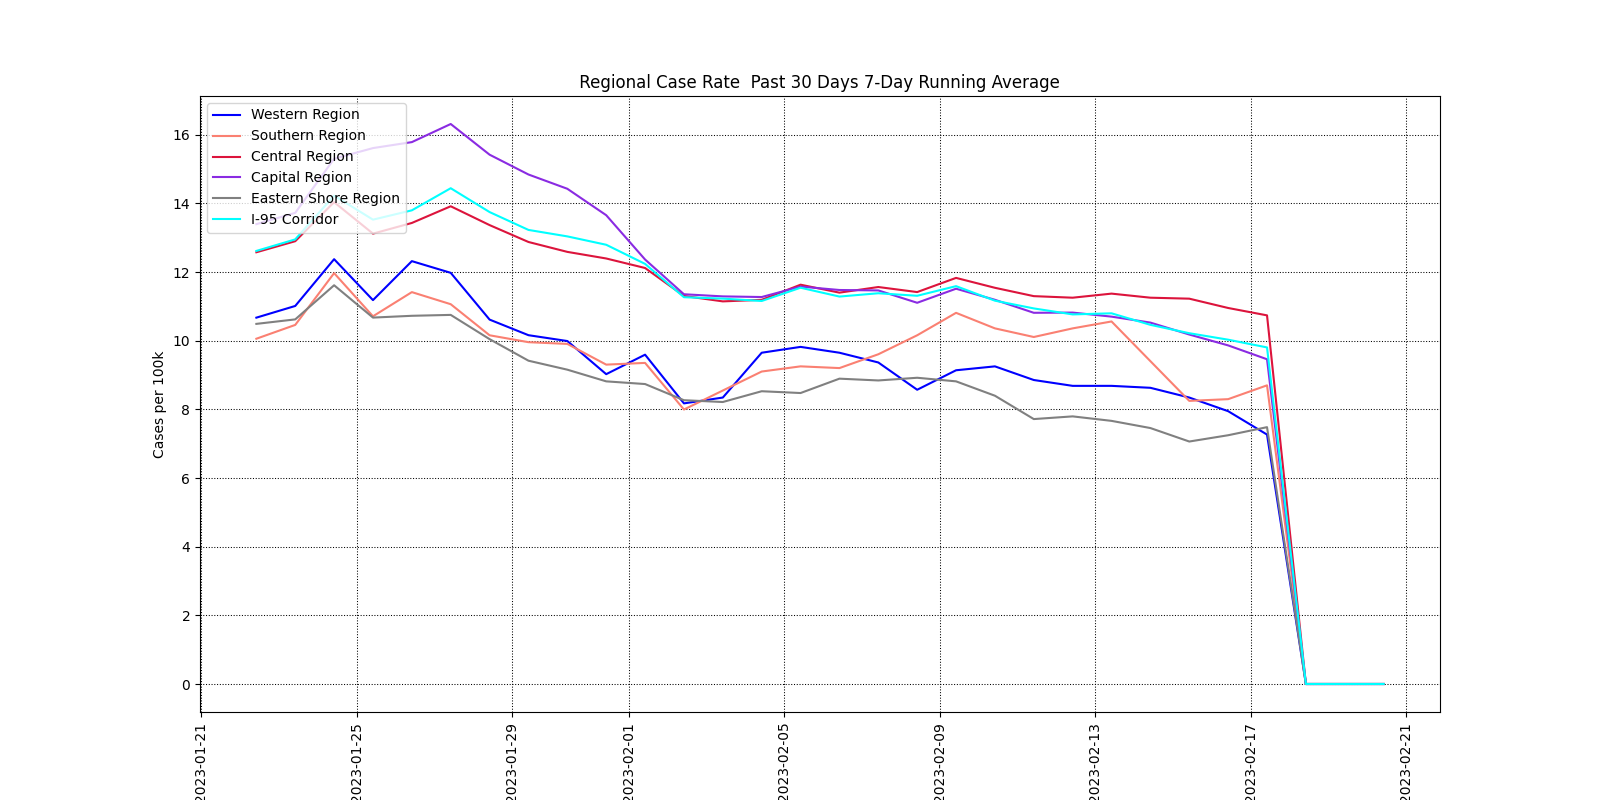 Regional Case Rate  Past 30 Days 7-Day Running Average
Western Region
Southern Region
Central Region
Capital Region
Eastern Shore Region
I-95 Corridor
Cases per 100k
16
14
12
10
8
6
4
2
0
2023-01-21
2023-01-25
2023-01-29
2023-02-01
2023-02-05
2023-02-09
2023-02-13
2023-02-17
2023-02-21